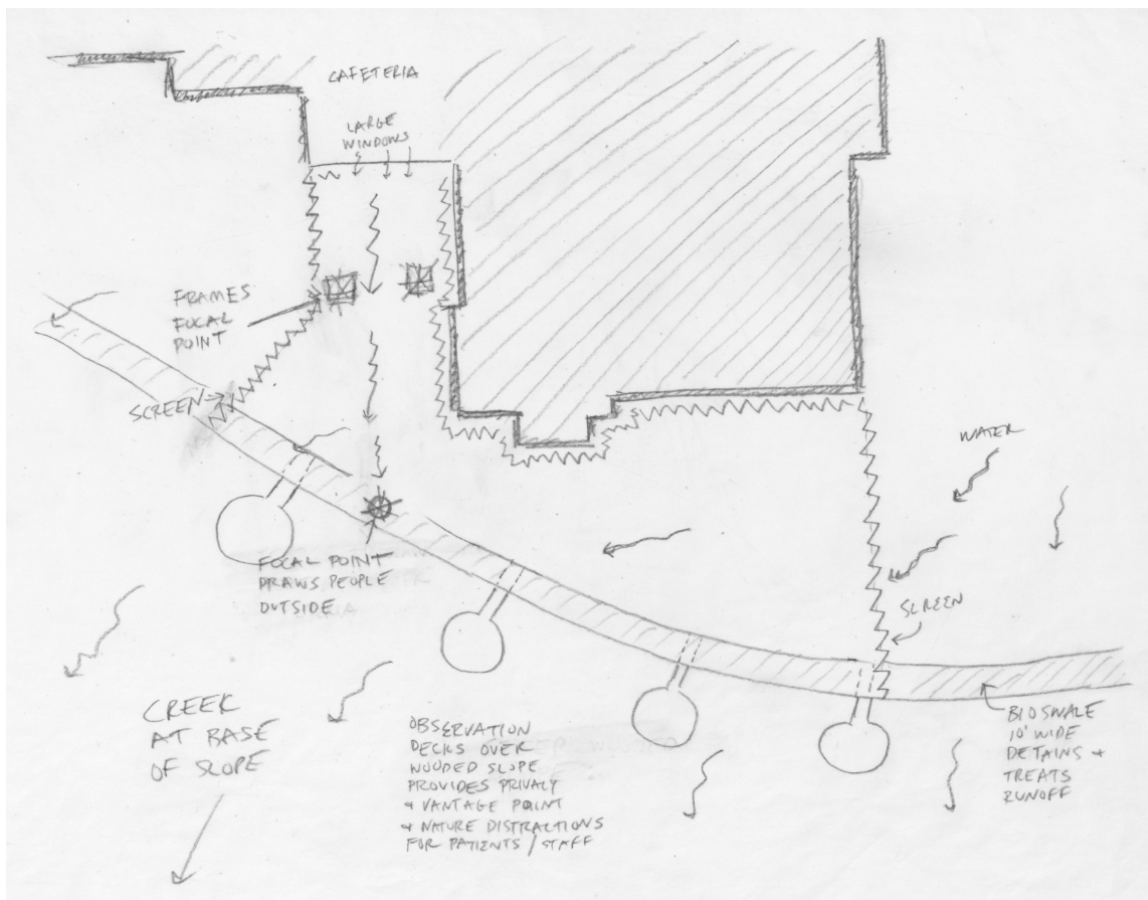 CAFETERIA
LARGE
WINDOWS
FRAMES
FOCAL
POINT
SCREEN
WATER
FOCAL POINT
DRAWS PEOPLE
OUTSIDE
SCREEN
CREEK
AT BASE
OF SLOPE
OBSERVATION
DECKS OVER
WOODED SLOPE
PROVIDES PRIVACY
+ VANTAGE POINT
+ NATURE DISTRACTIONS
FOR PATIENTS / STAFF
BIOSWALE
10' WIDE
DETAINS +
TREATS
RUNOFF